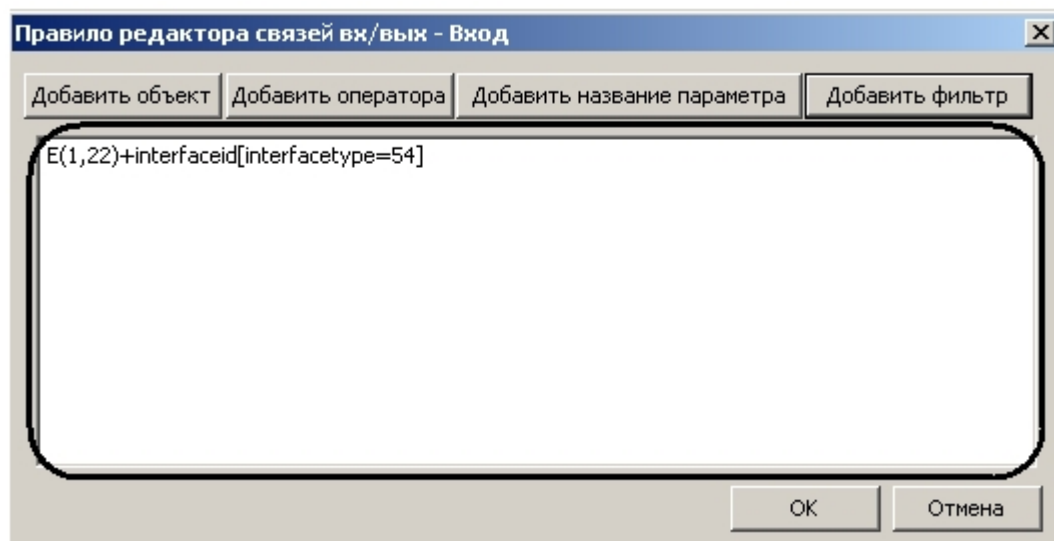 Правило редактора связей вх/вых - Вход
Добавить объект Добавить оператора Добавить название параметра Добавить фильтр
E(1,22)+interfaceid[interfacetype=54]
OK Отмена